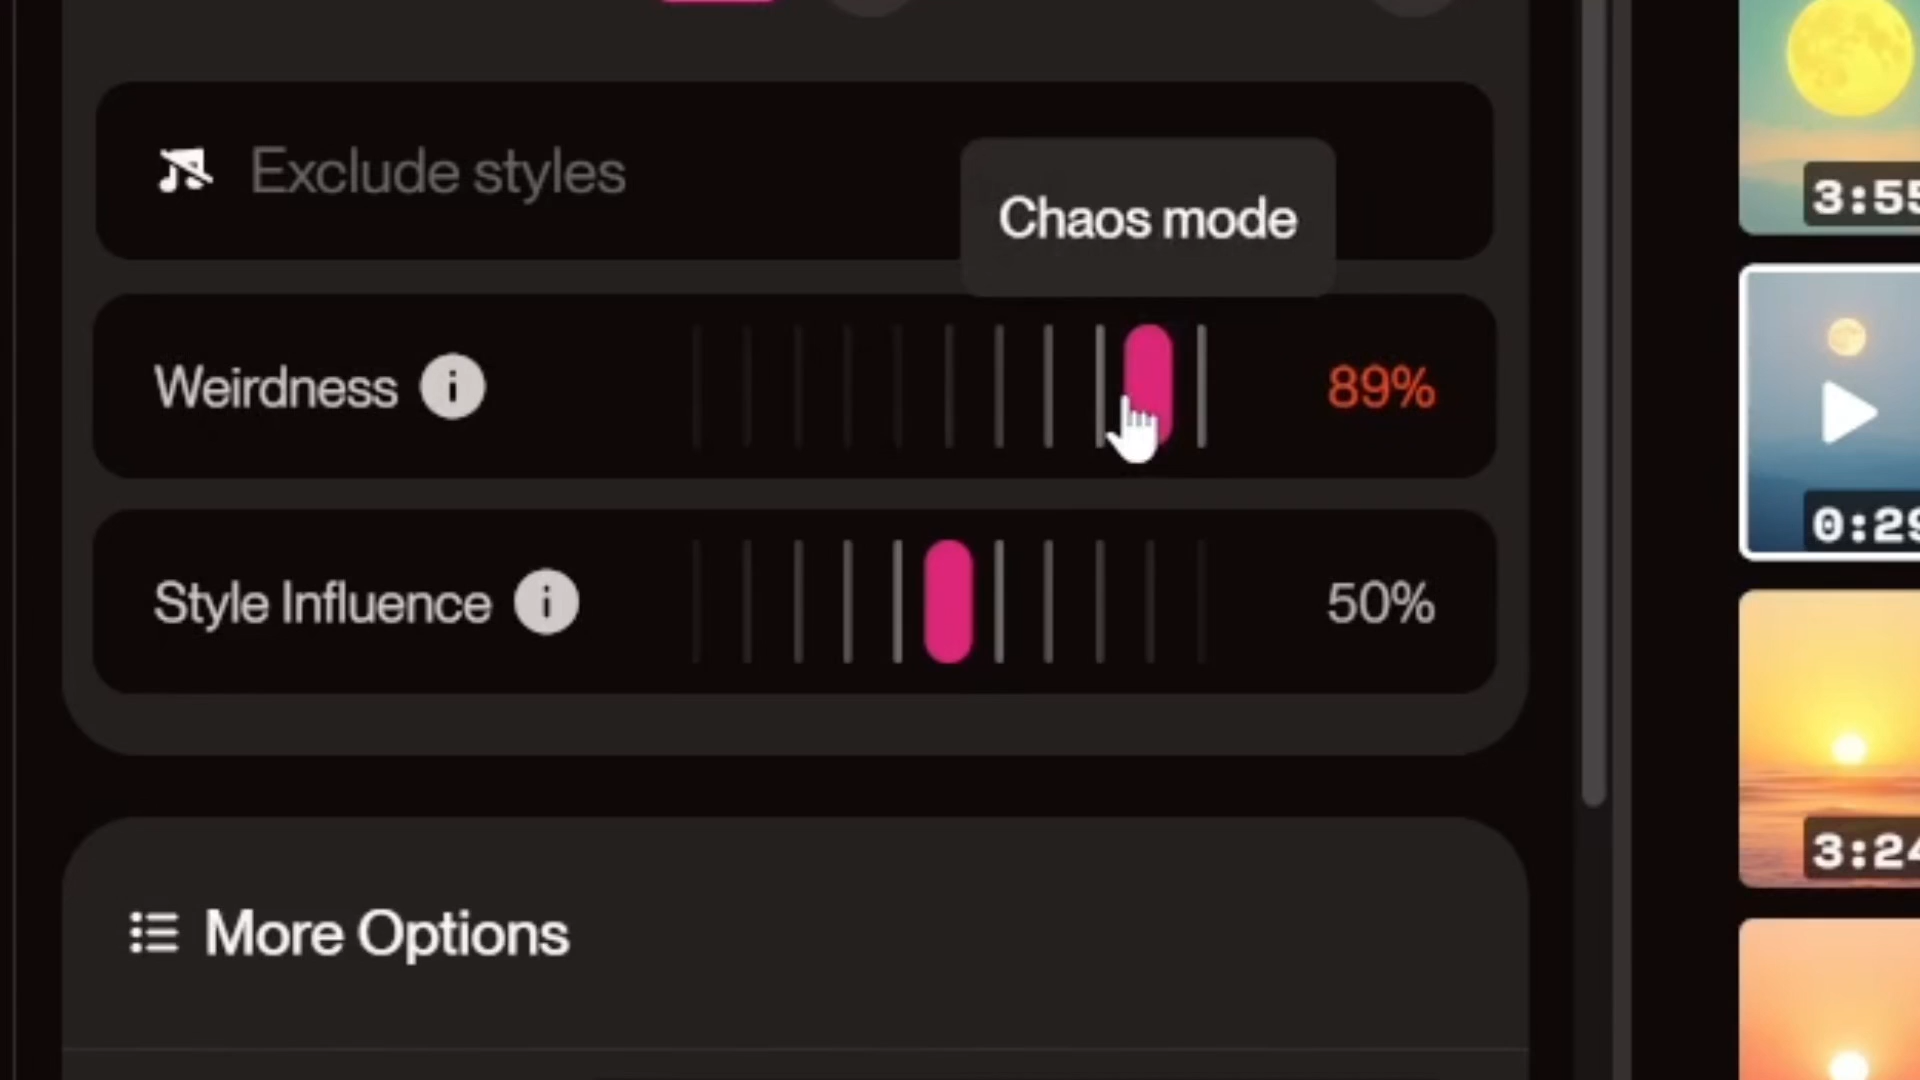 Exclude styles
Chaos mode
Weirdness
89%
Style Influence
50%
More Options
3:55
0:29
3:24